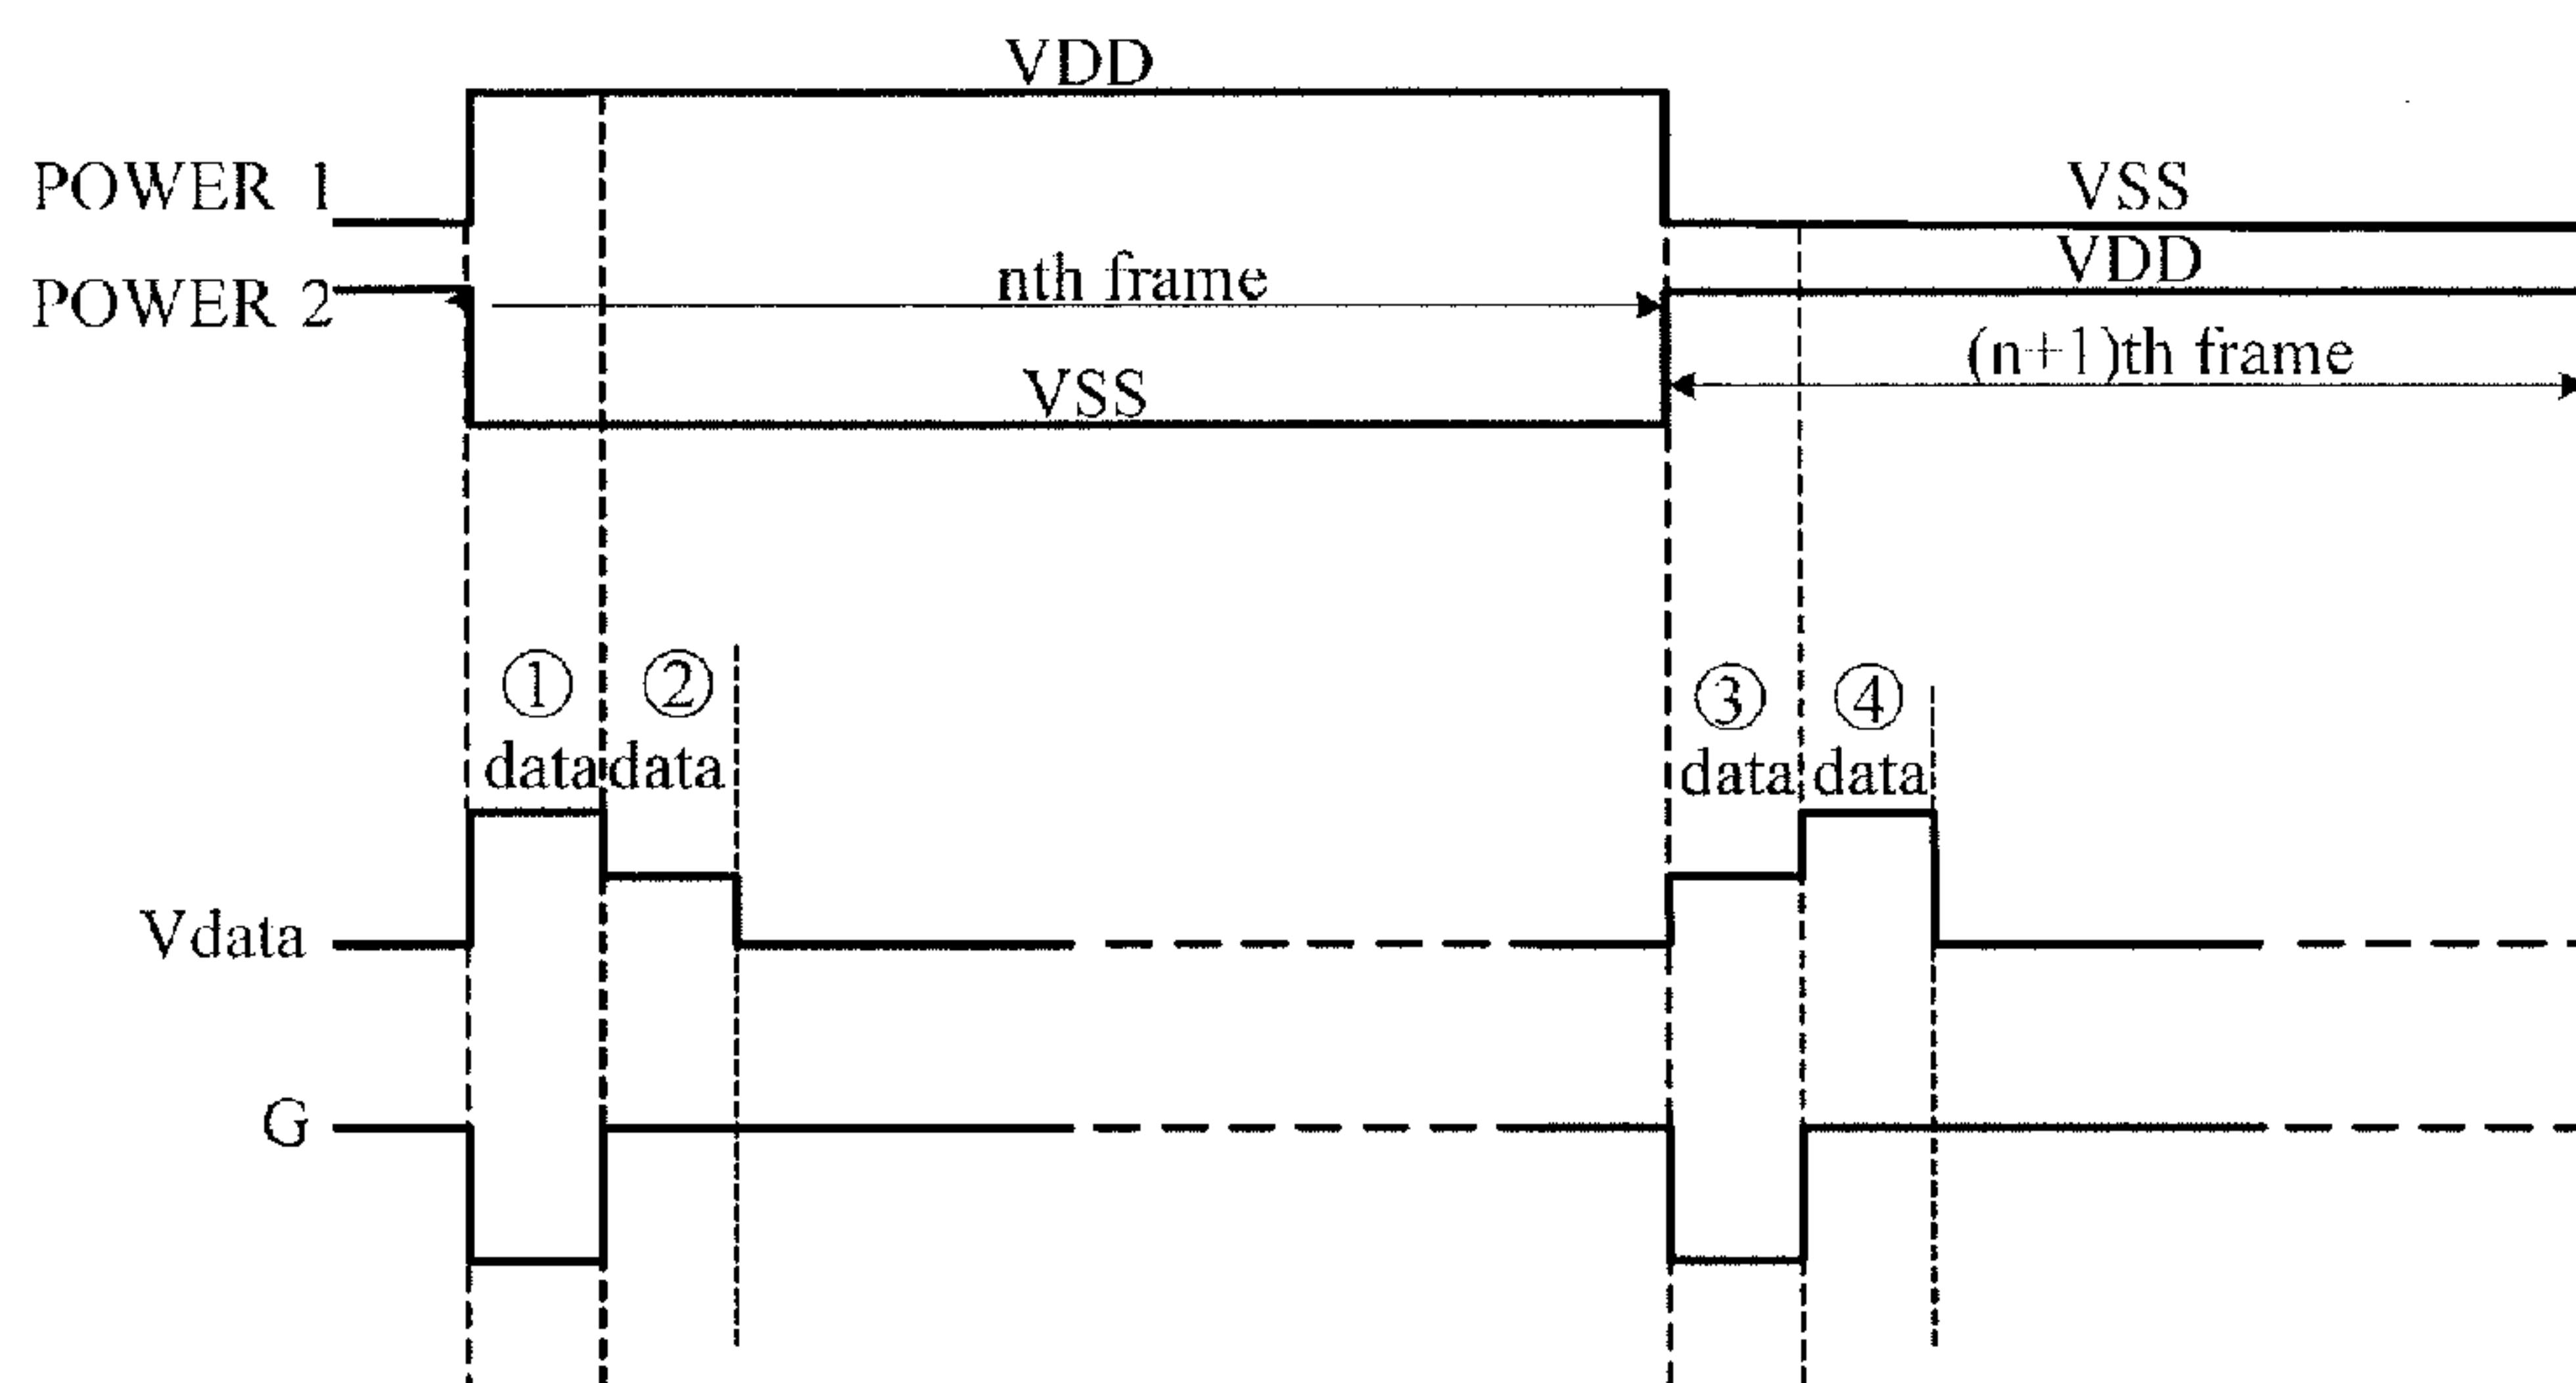 VDD
POWER 1
VSS
VDD
POWER 2
nth frame
(n+1)th frame
VSS
① ② ③ ④
data data data data
Vdata
G